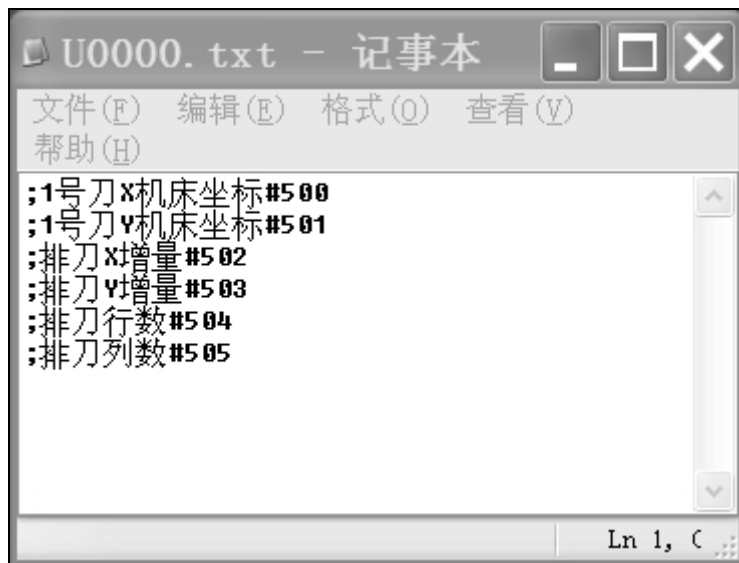 U0000.txt - 记事本
文件(F) 编辑(E) 格式(O) 查看(V)
帮助(H)
;1号刀X机床坐标#500
;1号刀Y机床坐标#501
;排刀X增量#502
;排刀Y增量#503
;排刀行数#504
;排刀列数#505
Ln 1,